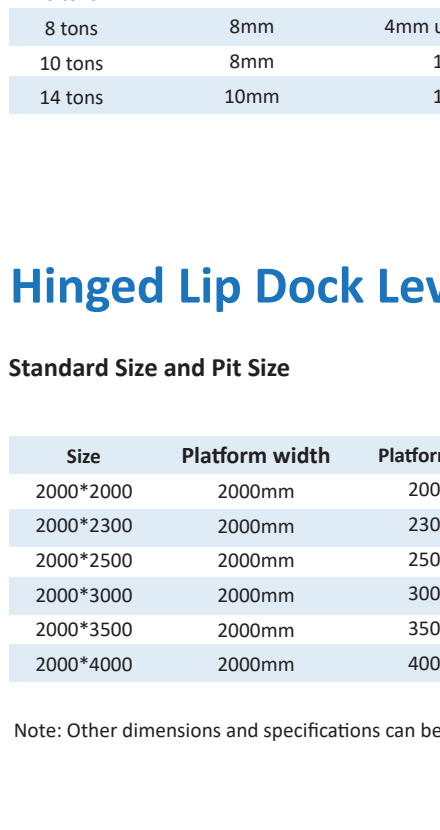 8 tons 8mm 4mm
10 tons 8mm
14 tons 10mm
Hinged Lip Dock
Standard Size and Pit Size
Size Platform width
2000*2000 2000mm
2000*2300 2000mm
2000*2500 2000mm
2000*3000 2000mm
2000*3500 2000mm
2000*4000 2000mm
Note: Other dimensions and specifications can be